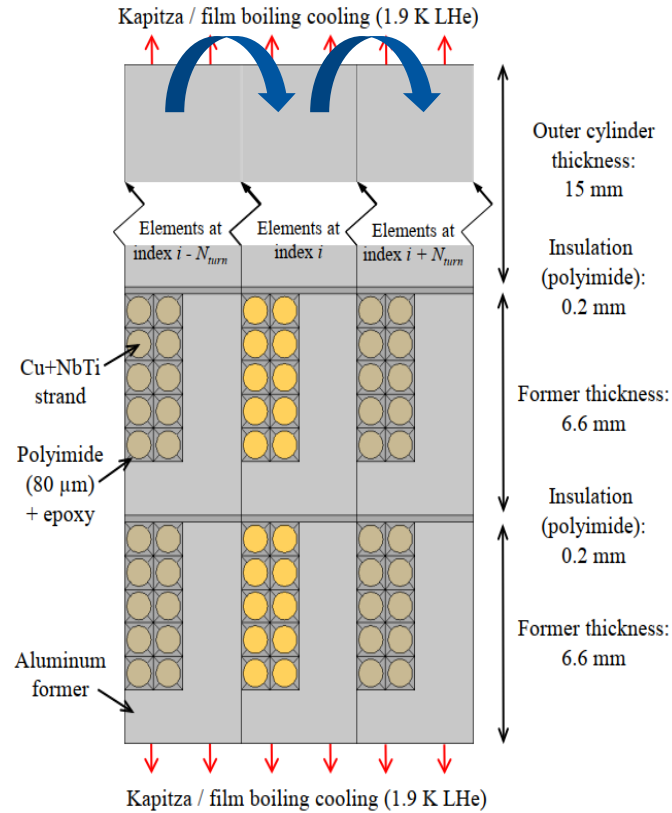 Kapitza / film boiling cooling (1.9 K LHe)
Outer cylinder
thickness:
15 mm
Elements at
index i - N_turn
Elements at
index i
Elements at
index i + N_turn
Insulation
(polyimide):
0.2 mm
Cu+NbTi
strand
Former thickness:
6.6 mm
Polyimide
(80 µm)
+ epoxy
Insulation
(polyimide):
0.2 mm
Former thickness:
6.6 mm
Aluminum
former
Kapitza / film boiling cooling (1.9 K LHe)